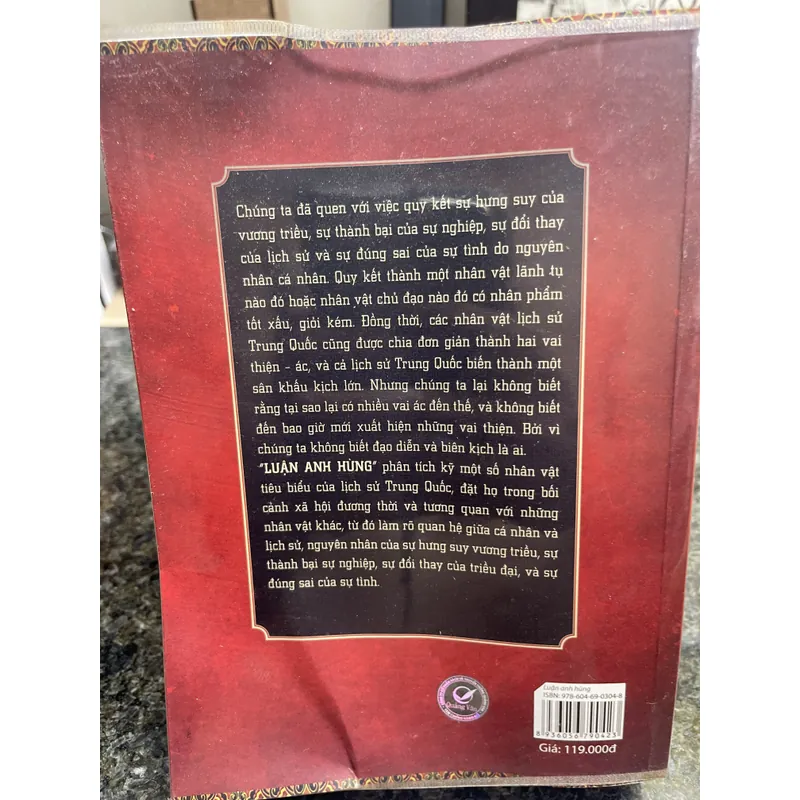 Chúng ta đã quen với việc quy kết sự hưng suy của
vương triều, sự thành bại của sự nghiệp, sự đổi thay
của lịch sử và sự đúng sai của sự tình do nguyên
nhân cá nhân. Quy kết thành một nhân vật lãnh tụ
nào đó hoặc nhân vật chủ đạo nào đó có nhân phẩm
tốt xấu, giỏi kém. Đồng thời, các nhân vật lịch sử
Trung Quốc cũng được chia đơn giản thành hai vai
thiện - ác, và cả lịch sử Trung Quốc biến thành một
sân khấu kịch lớn. Nhưng chúng ta lại không biết
rằng tại sao lại có nhiều vai ác đến thế, và không biết
đến bao giờ mới xuất hiện những vai thiện. Bởi vì
chúng ta không biết đạo diễn và biên kịch là ai.
"LUẬN ANH HÙNG" phân tích kỹ một số nhân vật
tiêu biểu của lịch sử Trung Quốc, đặt họ trong bối
cảnh xã hội đương thời và tương quan với những
nhân vật khác, từ đó làm rõ quan hệ giữa cá nhân và
lịch sử, nguyên nhân của sự hưng suy vương triều, sự
thành bại sự nghiệp, sự đổi thay của triều đại, và sự
đúng sai của sự tình.
Quảng Văn
Luận anh hùng
ISBN: 978-604-69-0304-8
8 936056 790423
Giá: 119.000đ